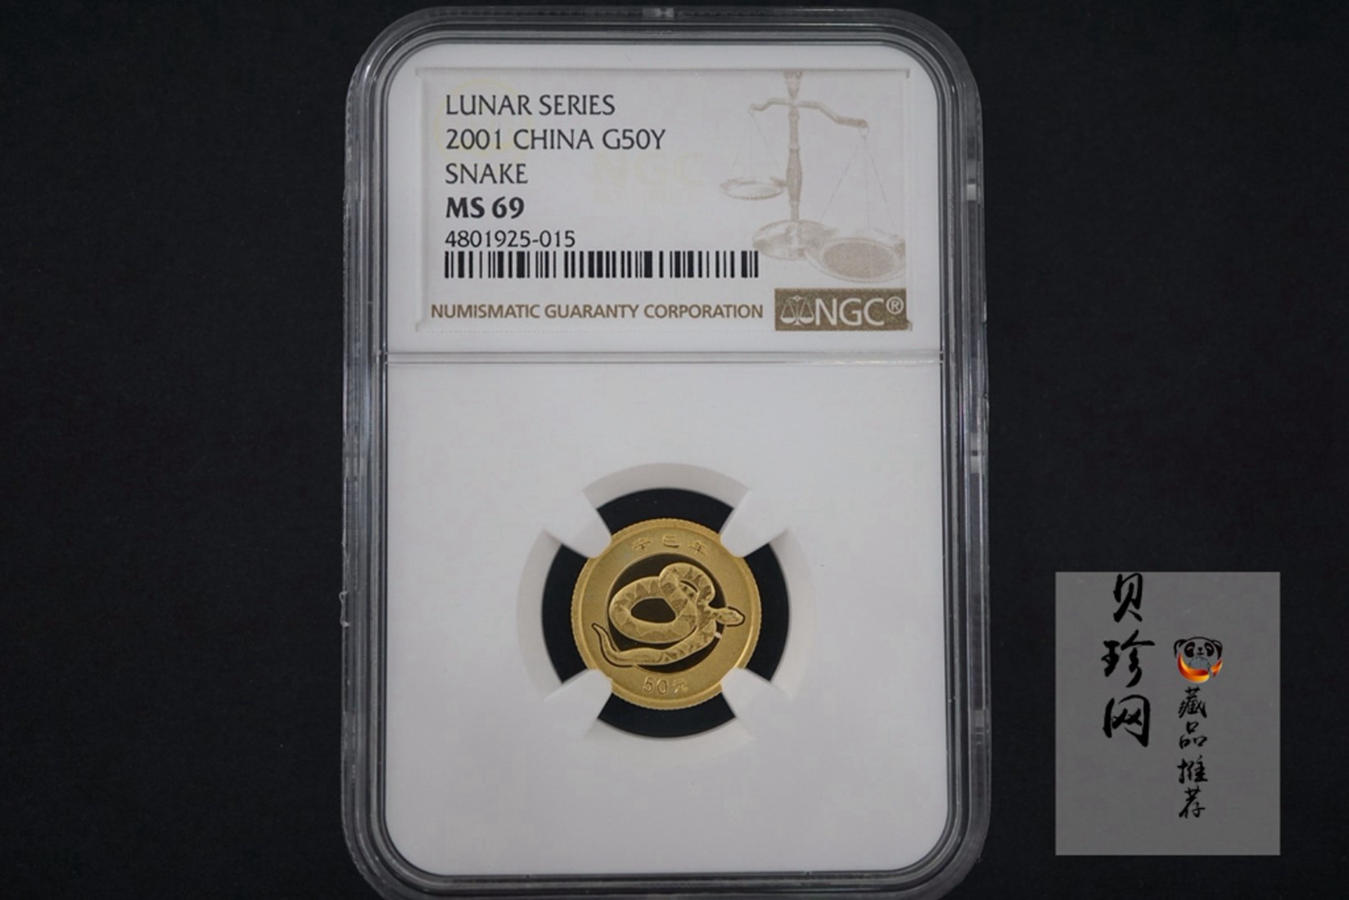 LUNAR SERIES
2001 CHINA G50Y
SNAKE
MS 69
4801925-015
NUMISMATIC GUARANTY CORPORATION
NGC®
辛巳年
50元
贝珍网
藏品推荐